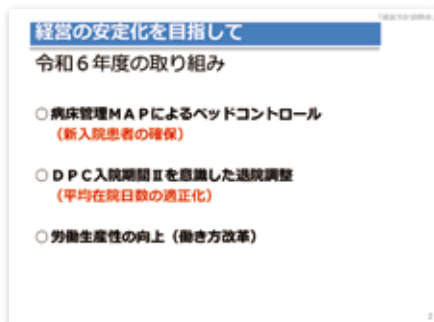 経営の安定化を目指して
令和６年度の取り組み
○病床管理ＭＡＰによるベッドコントロール
（新入院患者の確保）
○ＤＰＣ入院期間Ⅱを意識した退院調整
（平均在院日数の適正化）
○労働生産性の向上（働き方改革）
2